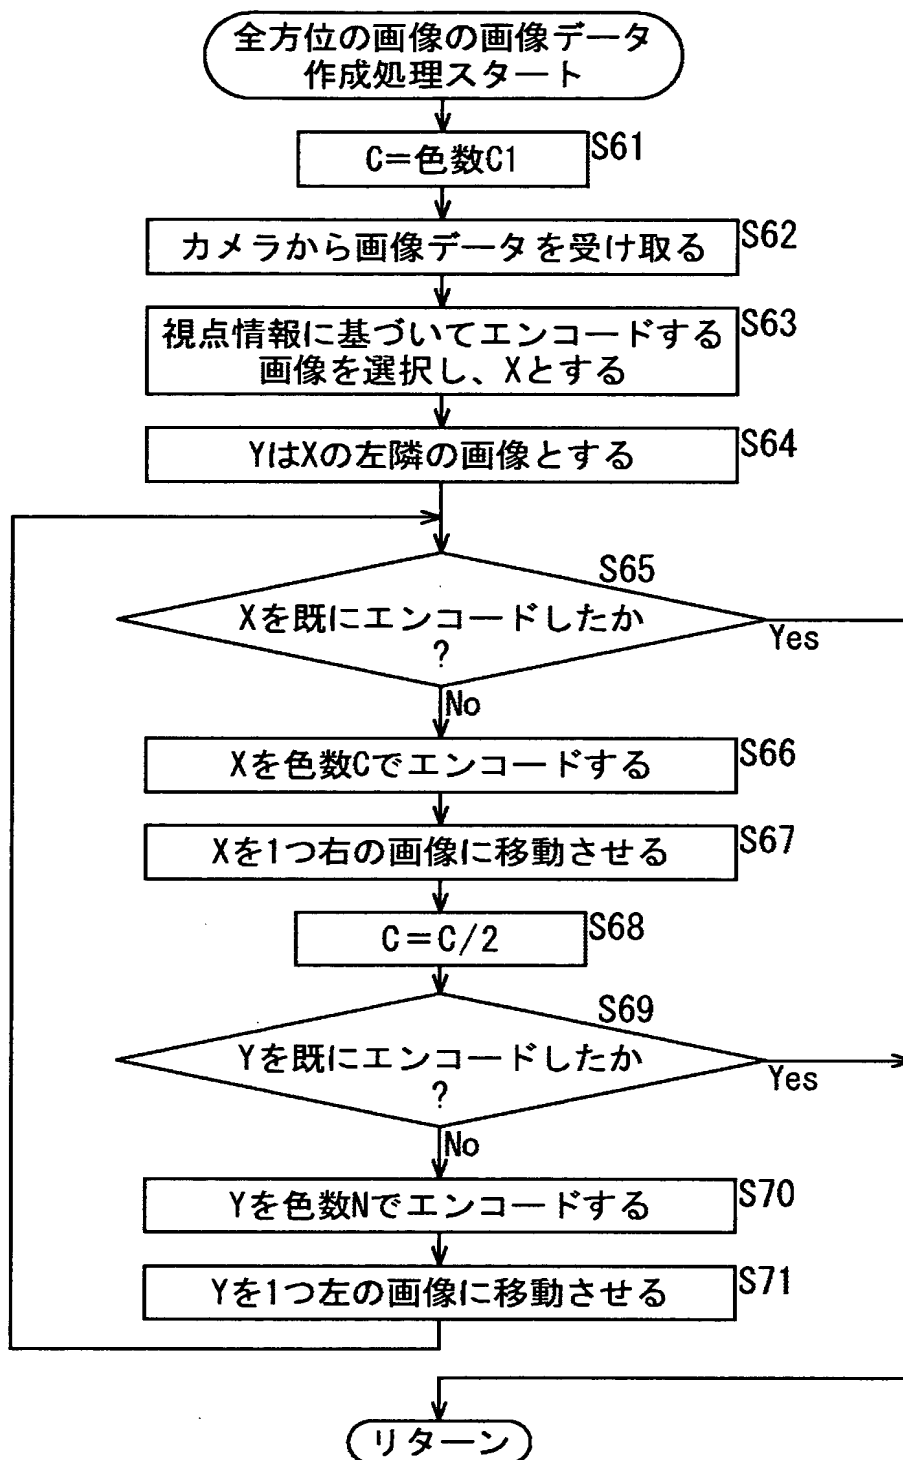 全方位の画像の画像データ
作成処理スタート
S61
C=色数C1
S62
カメラから画像データを受け取る
S63
視点情報に基づいてエンコードする
画像を選択し、Xとする
S64
YはXの左隣の画像とする
S65
Xを既にエンコードしたか
?
Yes
No
S66
Xを色数Cでエンコードする
S67
Xを1つ右の画像に移動させる
S68
C=C/2
S69
Yを既にエンコードしたか
?
Yes
No
S70
Yを色数Nでエンコードする
S71
Yを1つ左の画像に移動させる
リターン